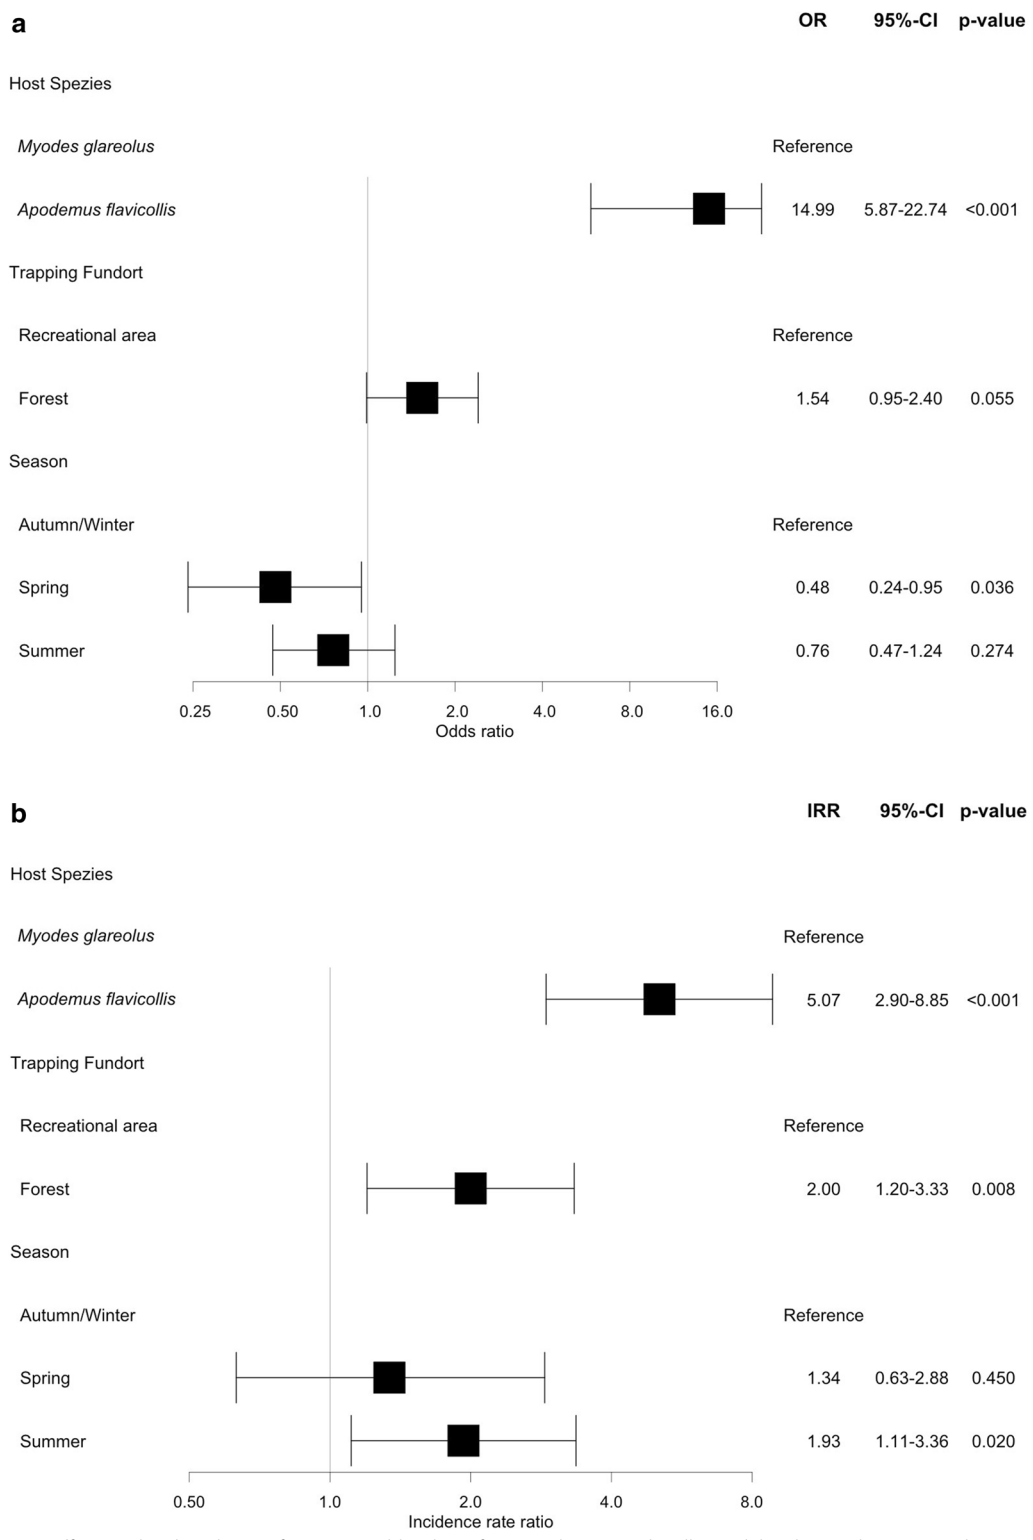 a
OR 95%-CI p-value
Host Spezies
Myodes glareolus Reference
Apodemus flavicollis 14.99 5.87-22.74 <0.001
Trapping Fundort
Recreational area Reference
Forest 1.54 0.95-2.40 0.055
Season
Autumn/Winter Reference
Spring 0.48 0.24-0.95 0.036
Summer 0.76 0.47-1.24 0.274
0.25 0.50 1.0 2.0 4.0 8.0 16.0
Odds ratio
b
IRR 95%-CI p-value
Host Spezies
Myodes glareolus Reference
Apodemus flavicollis 5.07 2.90-8.85 <0.001
Trapping Fundort
Recreational area Reference
Forest 2.00 1.20-3.33 0.008
Season
Autumn/Winter Reference
Spring 1.34 0.63-2.88 0.450
Summer 1.93 1.11-3.36 0.020
0.50 1.0 2.0 4.0 8.0
Incidence rate ratio